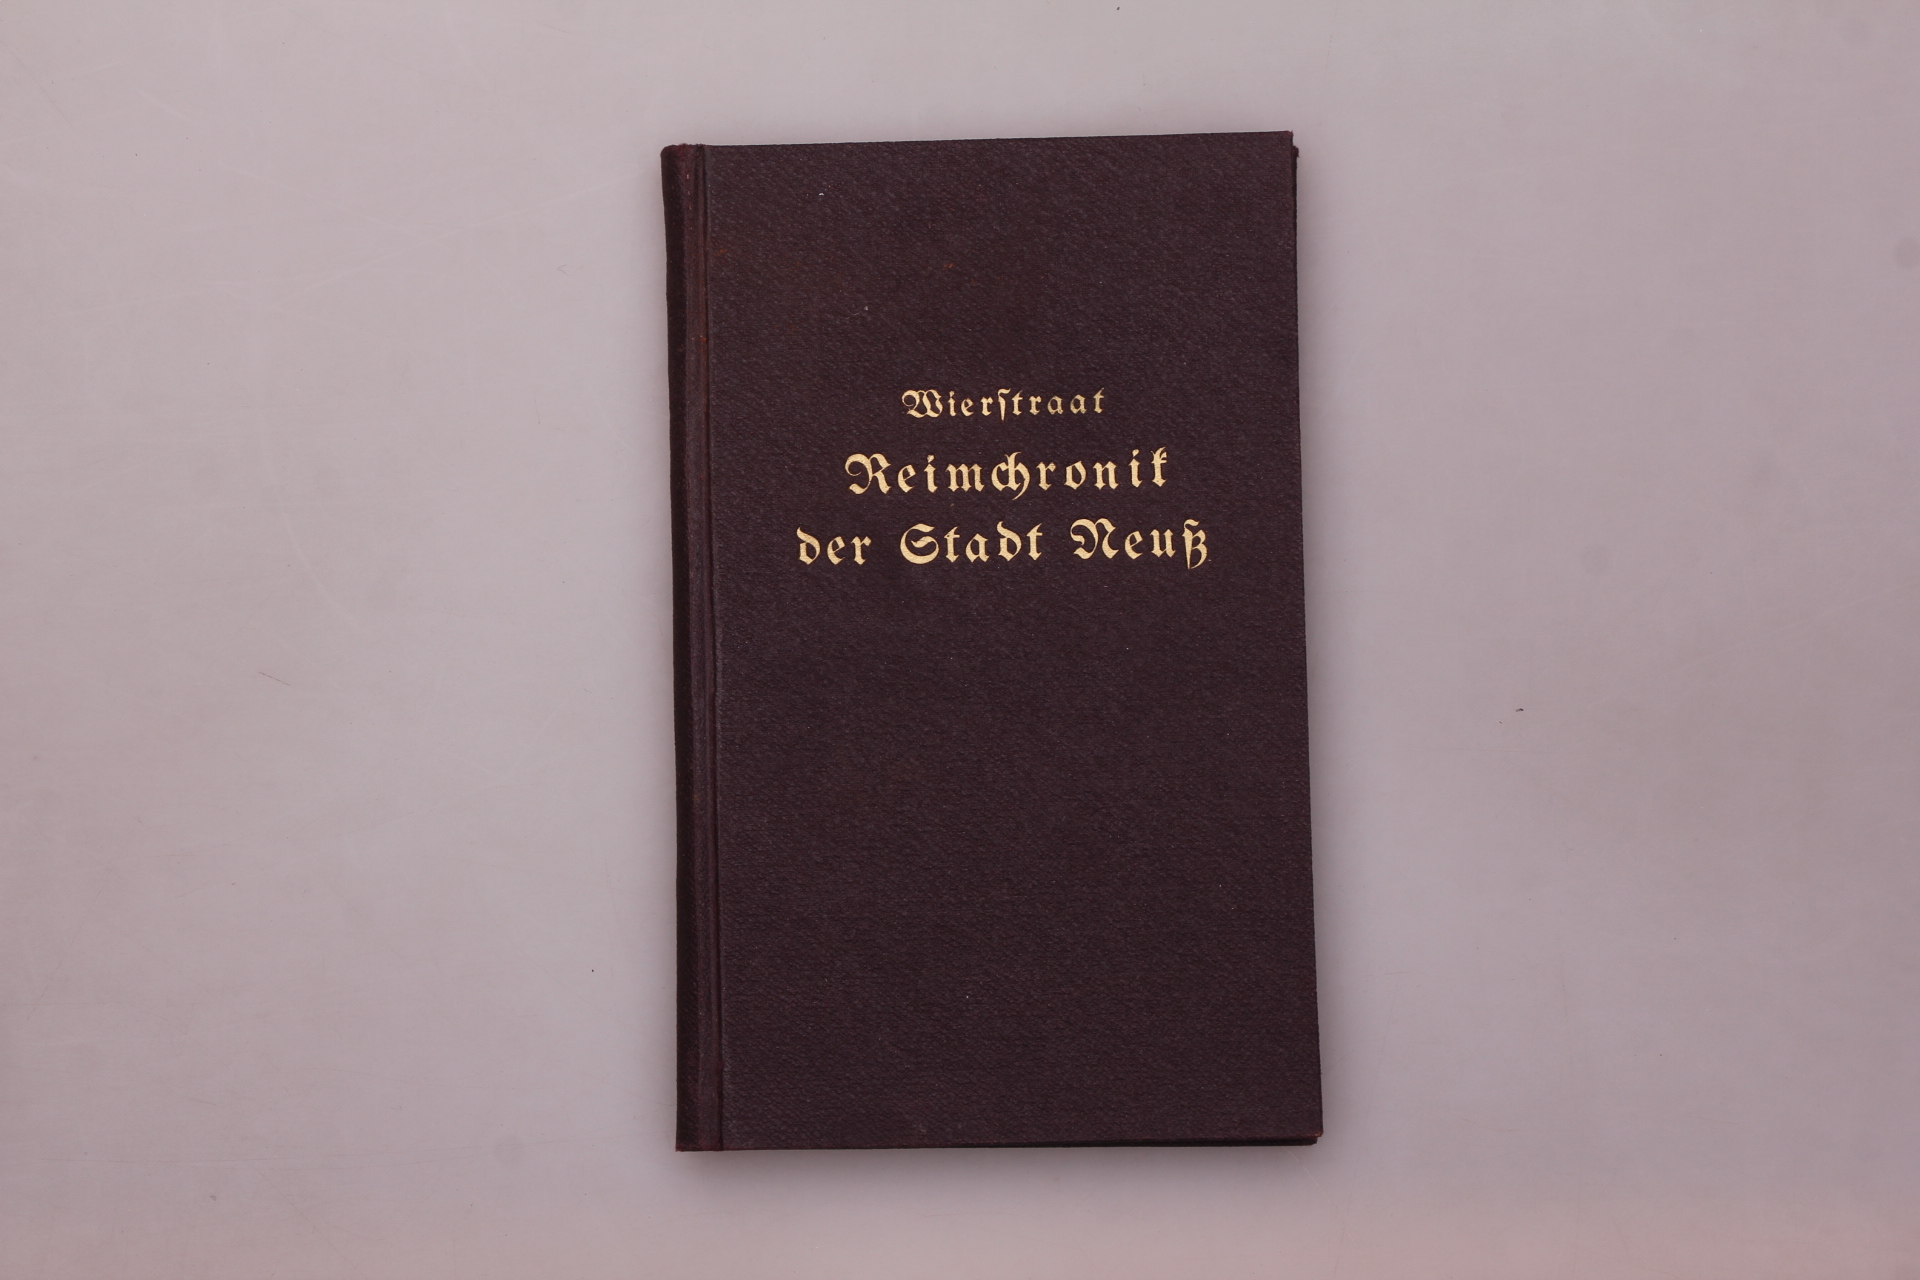 Wierſtraat
Reimchronik
der Stadt Neuß